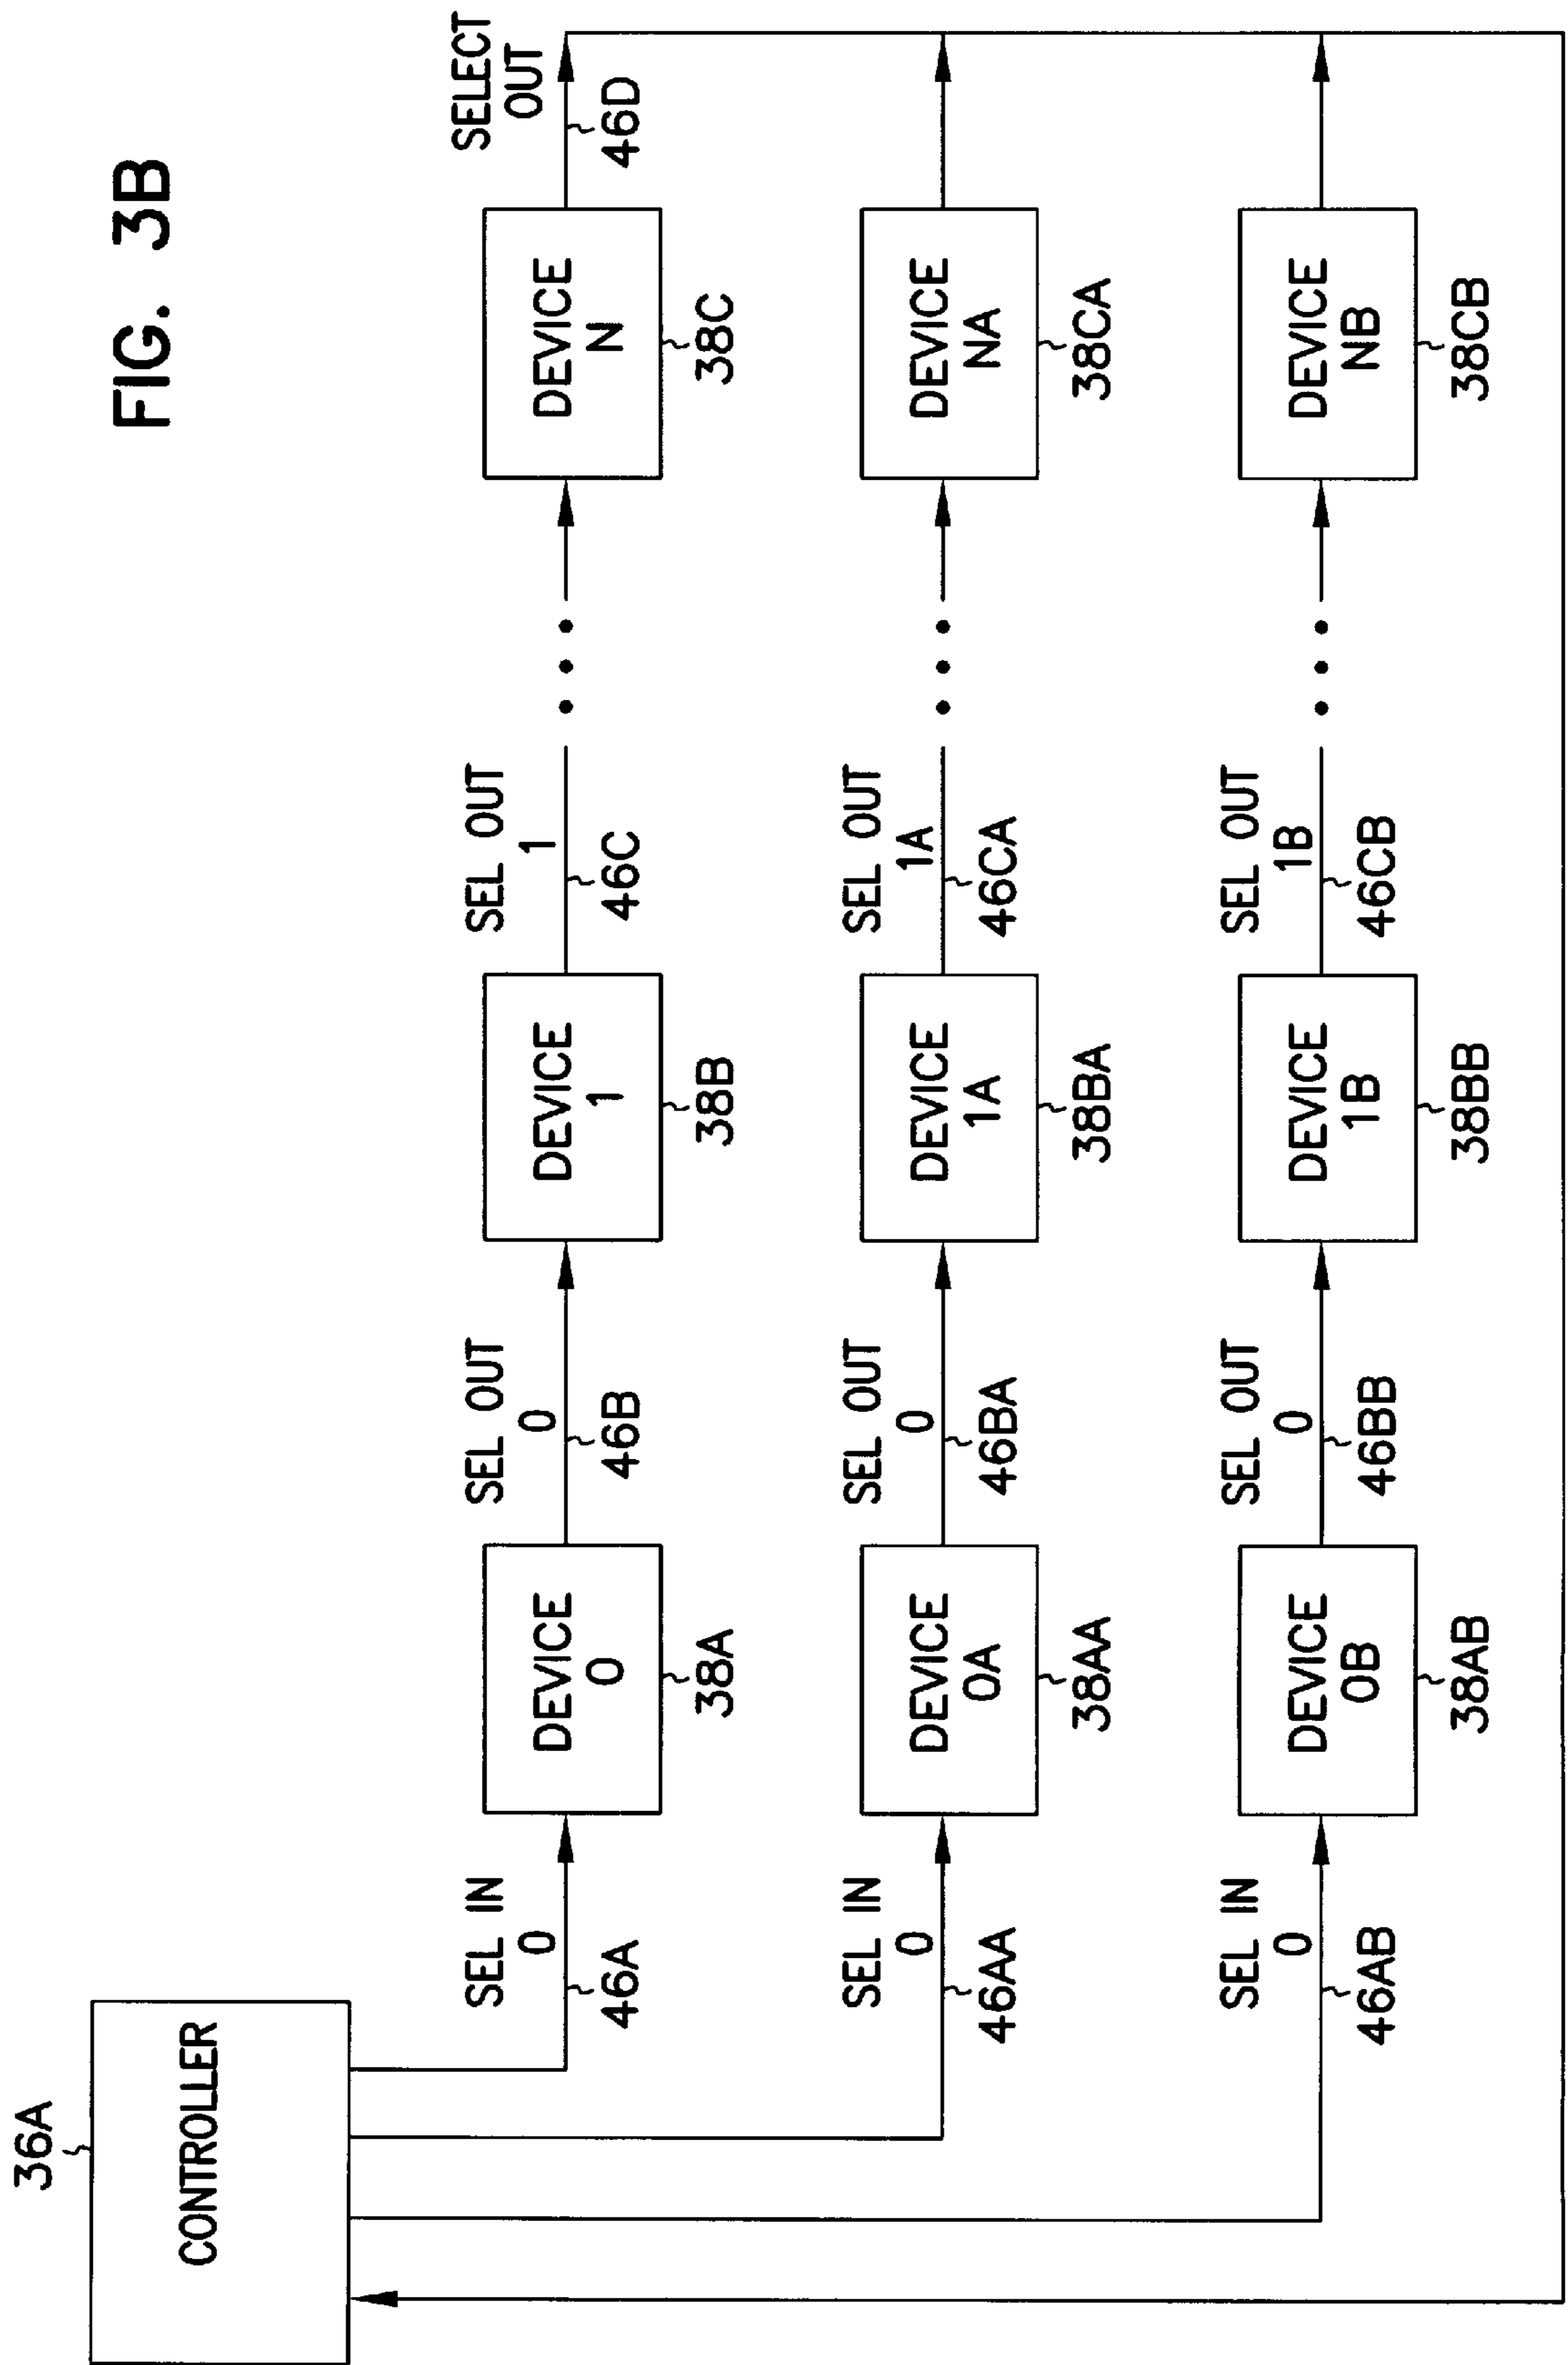 FIG. 3B
36A
CONTROLLER
SEL IN
0
46A
DEVICE
0
38A
SEL OUT
0
46B
DEVICE
1
38B
SEL OUT
1
46C
DEVICE
N
38C
SELECT
OUT
46D
SEL IN
0
46AA
DEVICE
0A
38AA
SEL OUT
0
46BA
DEVICE
1A
38BA
SEL OUT
1A
46CA
DEVICE
NA
38CA
SEL IN
0
46AB
DEVICE
0B
38AB
SEL OUT
0
46BB
DEVICE
1B
38BB
SEL OUT
1B
46CB
DEVICE
NB
38CB